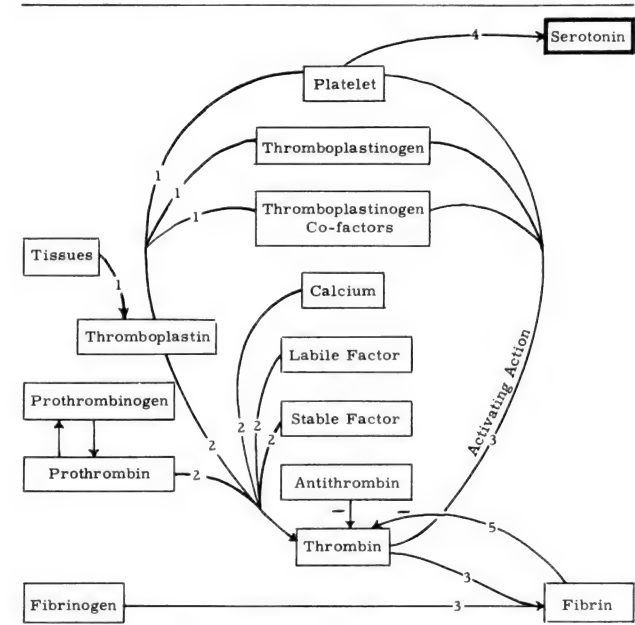 4
Serotonin
Platelet
Thromboplastinogen
1
1
1
Thromboplastinogen
Co-factors
Tissues
1
Calcium
Thromboplastin
Labile Factor
Activating Action
Prothrombinogen
2
2
2
2
Stable Factor
3
Prothrombin
2
Antithrombin
–
–
5
Thrombin
3
Fibrinogen
3
Fibrin